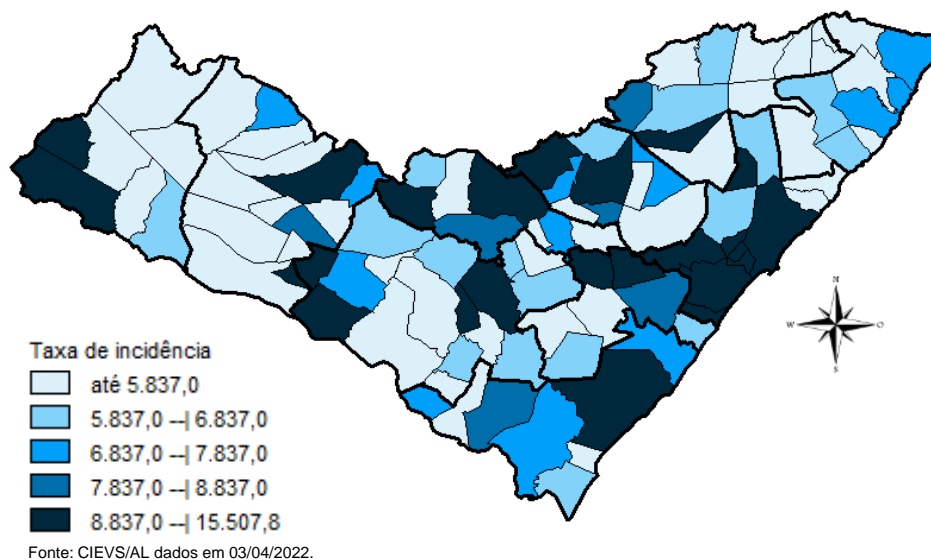 N
W
O
S
Taxa de incidência
até 5.837,0
5.837,0 --| 6.837,0
6.837,0 --| 7.837,0
7.837,0 --| 8.837,0
8.837,0 --| 15.507,8
Fonte: CIEVS/AL dados em 03/04/2022.